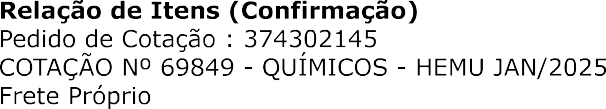 Relação de Itens (Confirmação)
Pedido de Cotação : 374302145
COTAÇÃO Nº 69849 - QUÍMICOS - HEMU JAN/2025
Frete Próprio